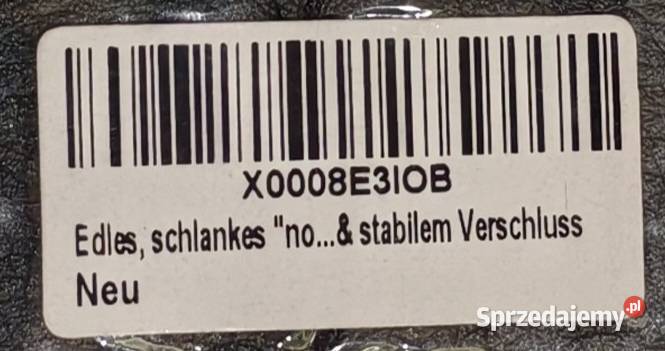 X0008E3IOB
Edles, schlankes "no...& stabilem Verschluss
Neu
Sprzedajemy.pl